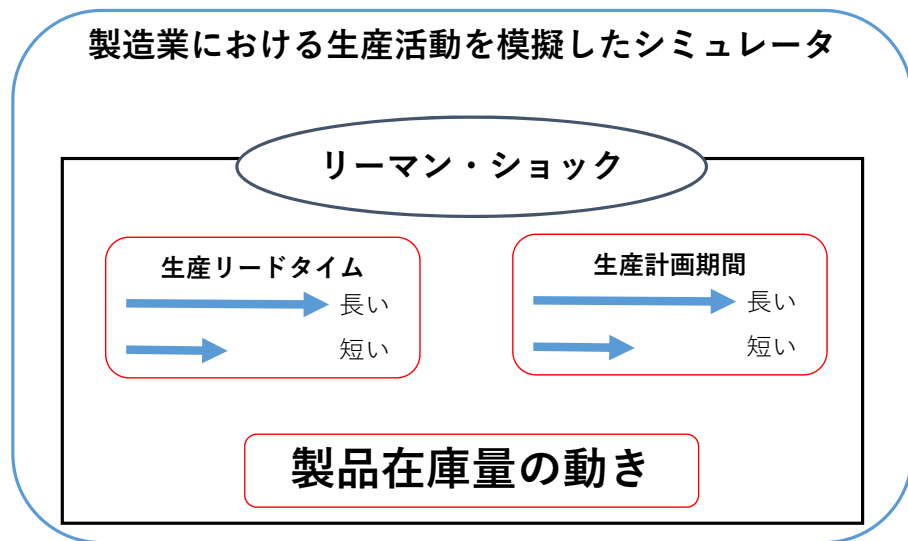 製造業における生産活動を模擬したシミュレータ
リーマン・ショック
生産リードタイム
長い
短い
生産計画期間
長い
短い
製品在庫量の動き